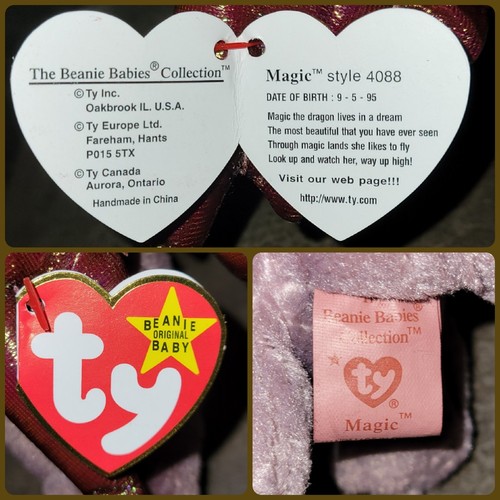 The Beanie Babies® Collection™
© Ty Inc.
Oakbrook IL. U.S.A.
© Ty Europe Ltd.
Fareham, Hants
P015 5TX
© Ty Canada
Aurora, Ontario
Handmade in China
Magic™ style 4088
DATE OF BIRTH : 9 - 5 - 95
Magic the dragon lives in a dream
The most beautiful that you have ever seen
Through magic lands she likes to fly
Look up and watch her, way up high!
Visit our web page!!!
http://www.ty.com
ty
BEANIE
ORIGINAL
BABY
Beanie Babies®
Collection™
ty®
Magic™